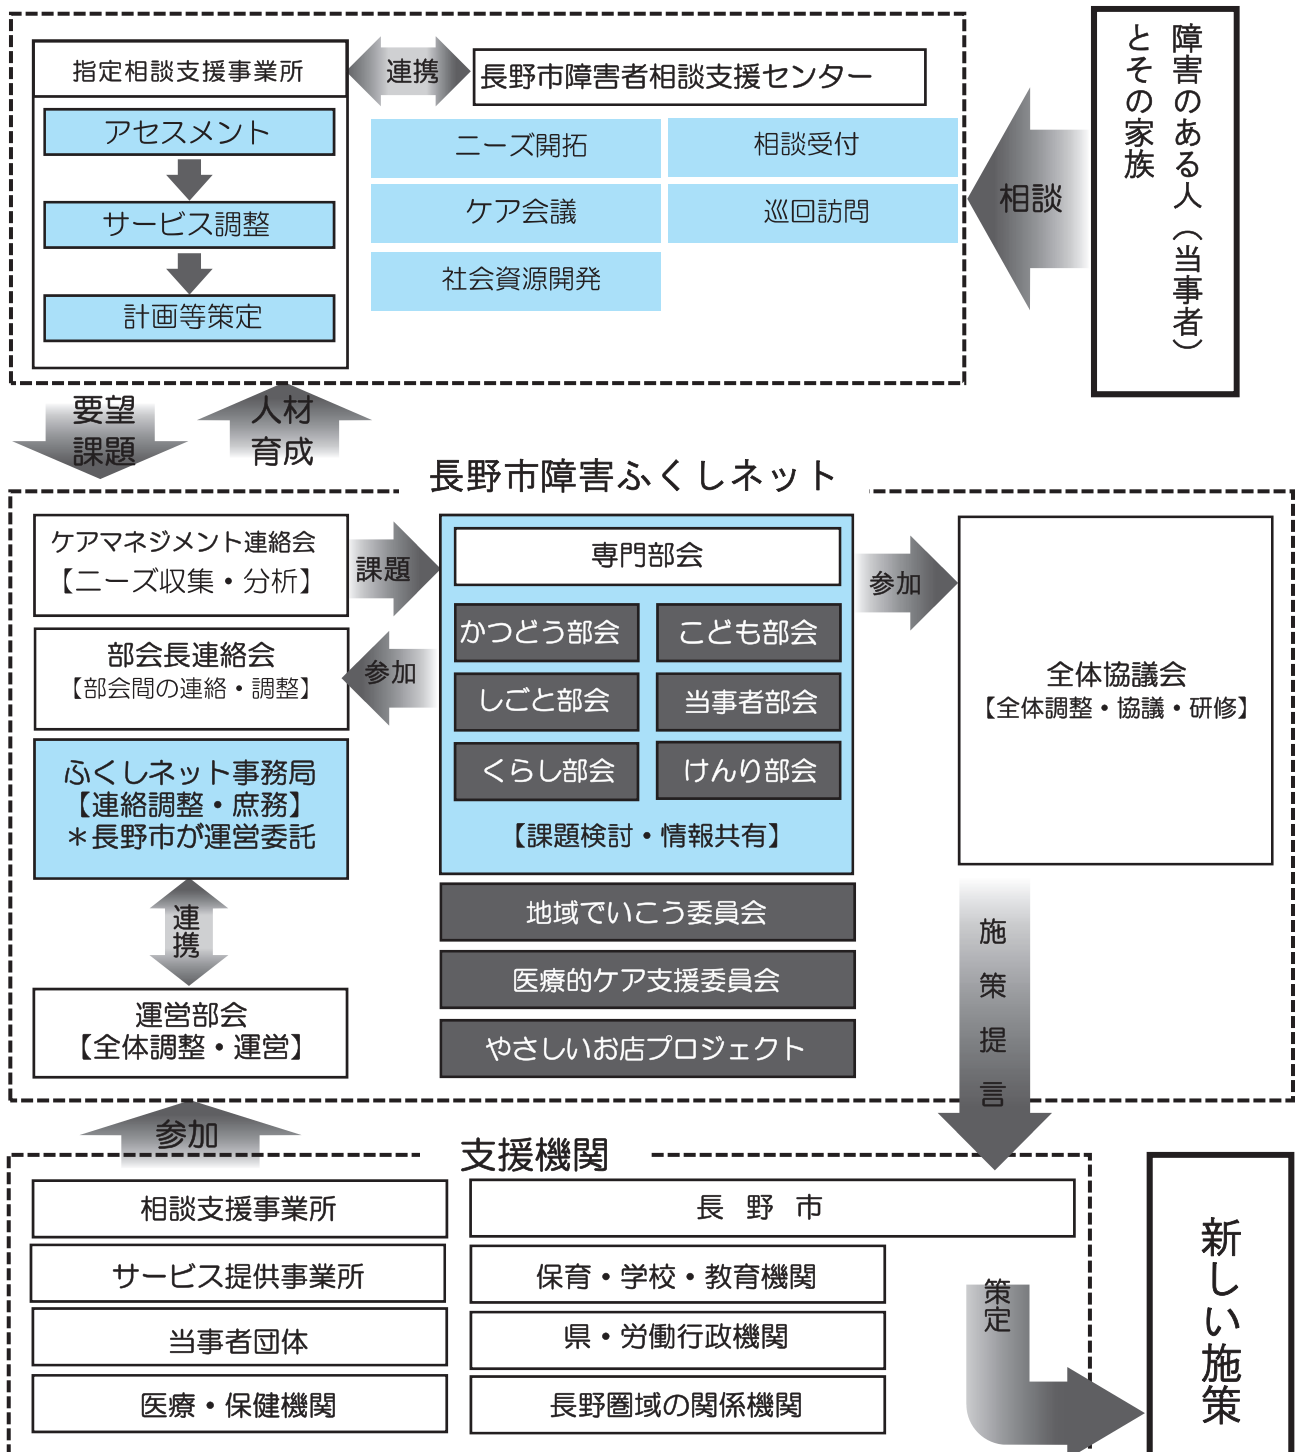 指定相談支援事業所
アセスメント
サービス調整
計画等策定
連携
長野市障害者相談支援センター
ニーズ開拓
相談受付
ケア会議
巡回訪問
社会資源開発
相談
障害のある人（当事者）
とその家族
要望
課題
人材
育成
長野市障害ふくしネット
ケアマネジメント連絡会
【ニーズ収集・分析】
課題
部会長連絡会
【部会間の連絡・調整】
参加
ふくしネット事務局
【連絡調整・庶務】
＊長野市が運営委託
連携
運営部会
【全体調整・運営】
専門部会
かつどう部会
こども部会
しごと部会
当事者部会
くらし部会
けんり部会
【課題検討・情報共有】
地域でいこう委員会
医療的ケア支援委員会
やさしいお店プロジェクト
参加
全体協議会
【全体調整・協議・研修】
施策提言
参加
支援機関
相談支援事業所
サービス提供事業所
当事者団体
医療・保健機関
長野市
保育・学校・教育機関
県・労働行政機関
長野圏域の関係機関
策定
新しい施策